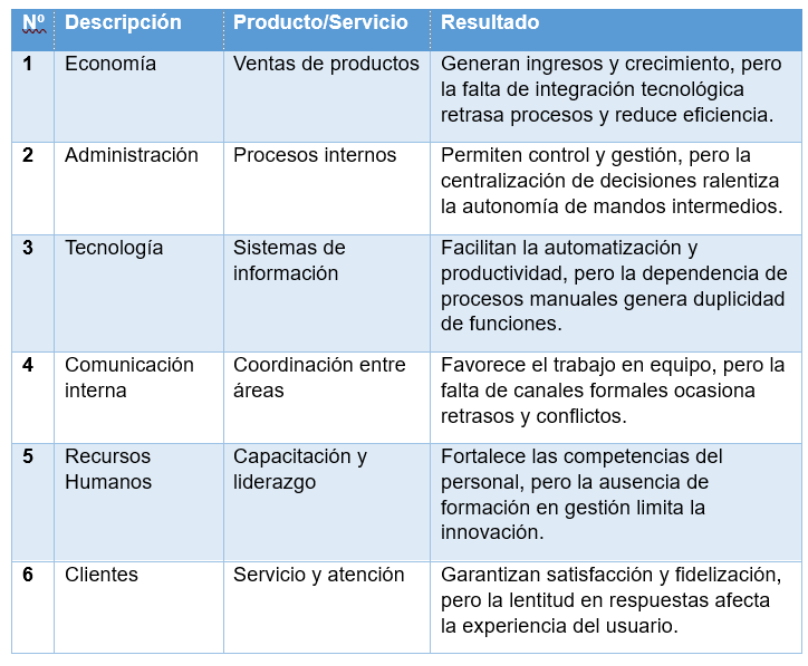 Nº Descripción Producto/Servicio Resultado
1 Economía Ventas de productos Generan ingresos y crecimiento, pero
la falta de integración tecnológica
retrasa procesos y reduce eficiencia.
2 Administración Procesos internos Permiten control y gestión, pero la
centralización de decisiones ralentiza
la autonomía de mandos intermedios.
3 Tecnología Sistemas de Facilitan la automatización y
información productividad, pero la dependencia de
procesos manuales genera duplicidad
de funciones.
4 Comunicación Coordinación entre Favorece el trabajo en equipo, pero la
interna áreas falta de canales formales ocasiona
retrasos y conflictos.
5 Recursos Capacitación y Fortalece las competencias del
Humanos liderazgo personal, pero la ausencia de
formación en gestión limita la
innovación.
6 Clientes Servicio y atención Garantizan satisfacción y fidelización,
pero la lentitud en respuestas afecta
la experiencia del usuario.